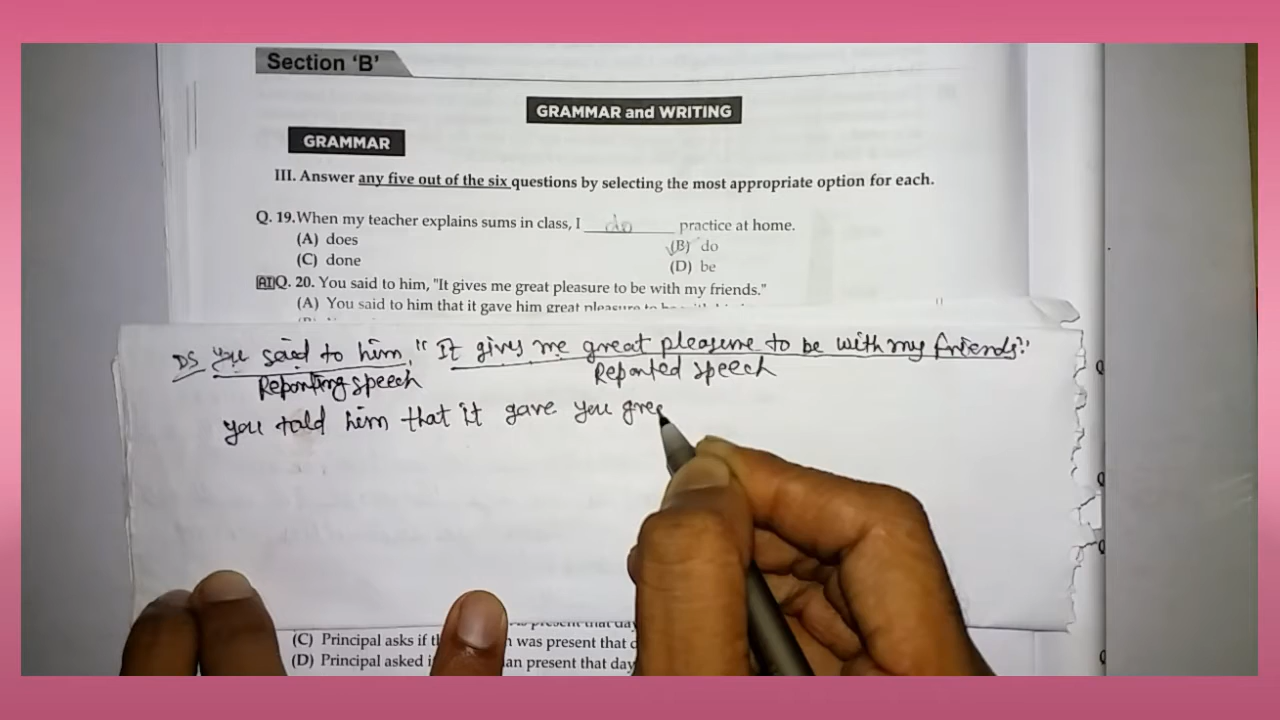 Section 'B'
GRAMMAR and WRITING
GRAMMAR
III. Answer any five out of the six questions by selecting the most appropriate option for each.
Q. 19. When my teacher explains sums in class, I do practice at home.
(A) does
(B) do
(C) done
(D) be
AI Q. 20. You said to him, "It gives me great pleasure to be with my friends."
(A) You said to him that it gave him great pleasure to be
DS You said to him, "It gives me great pleasure to be with my friends."
Reporting speech
Reported speech
You told him that it gave you grea
present that day
(C) Principal asks if was present that
(D) Principal asked present that day